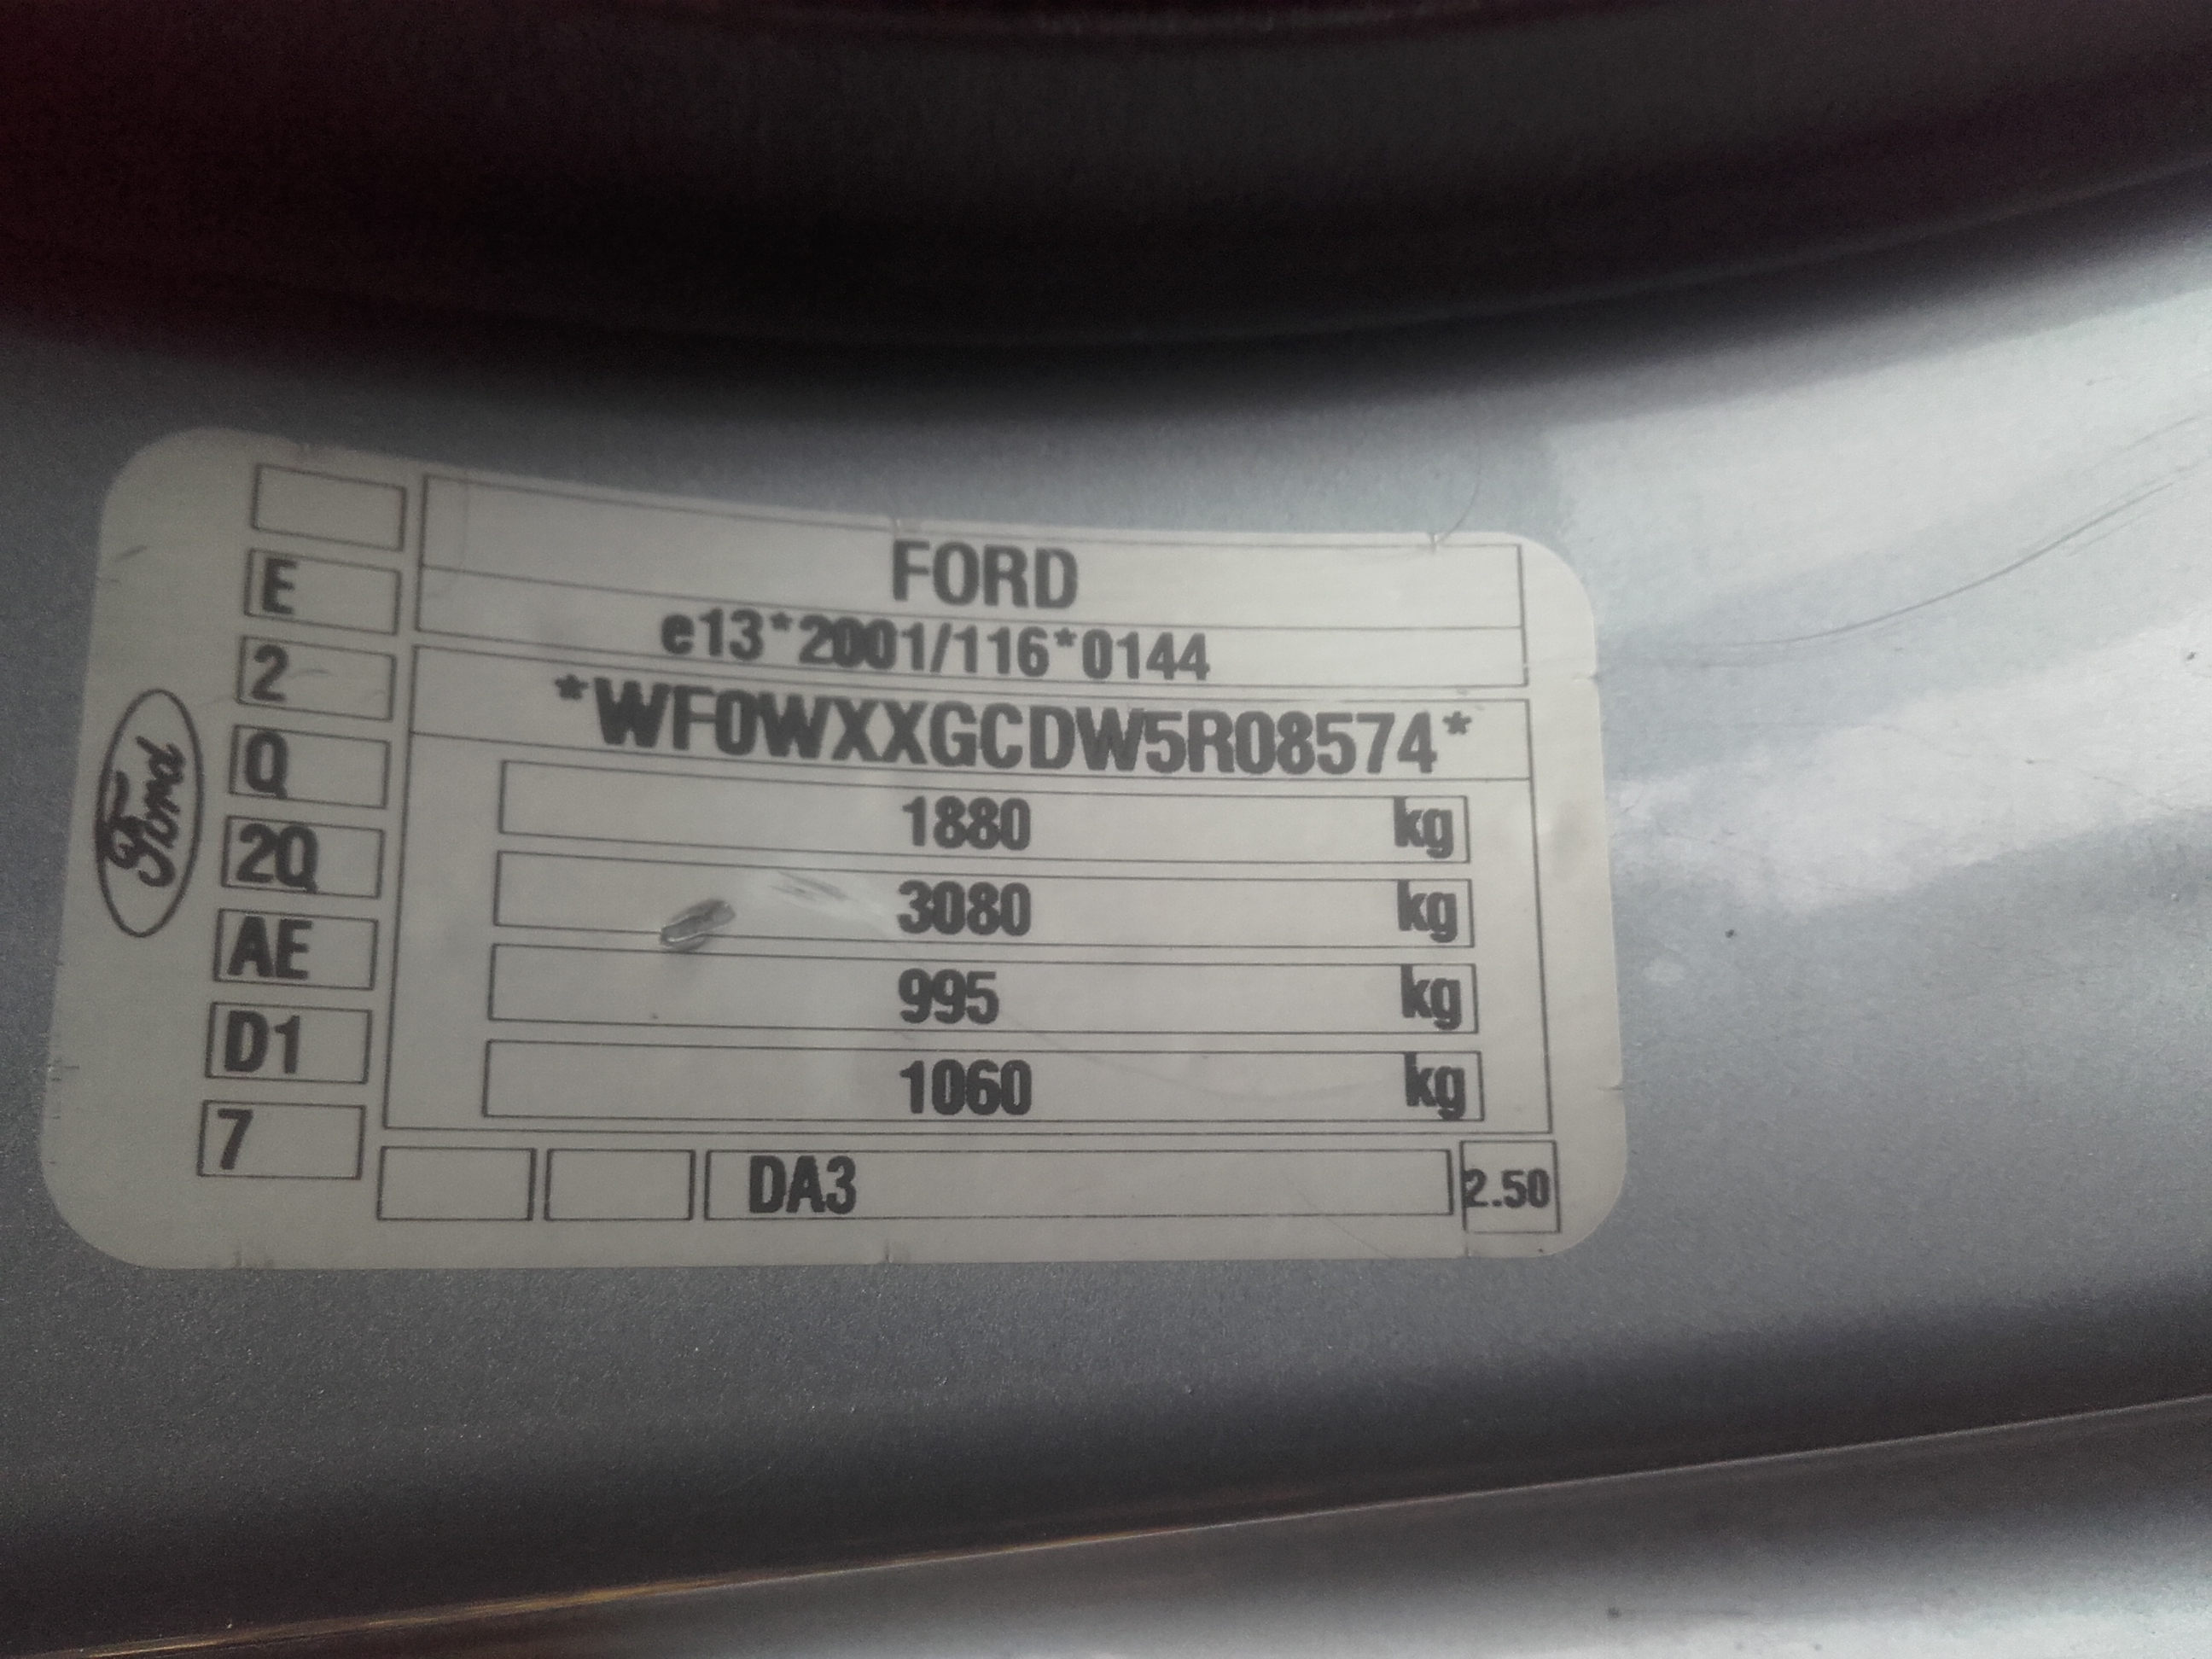 Ford
E
2
Q
2Q
AE
D1
7
FORD
e13*2001/116*0144
*WF0WXXGCDW5R08574*
1880 kg
3080 kg
995 kg
1060 kg
DA3
2.50